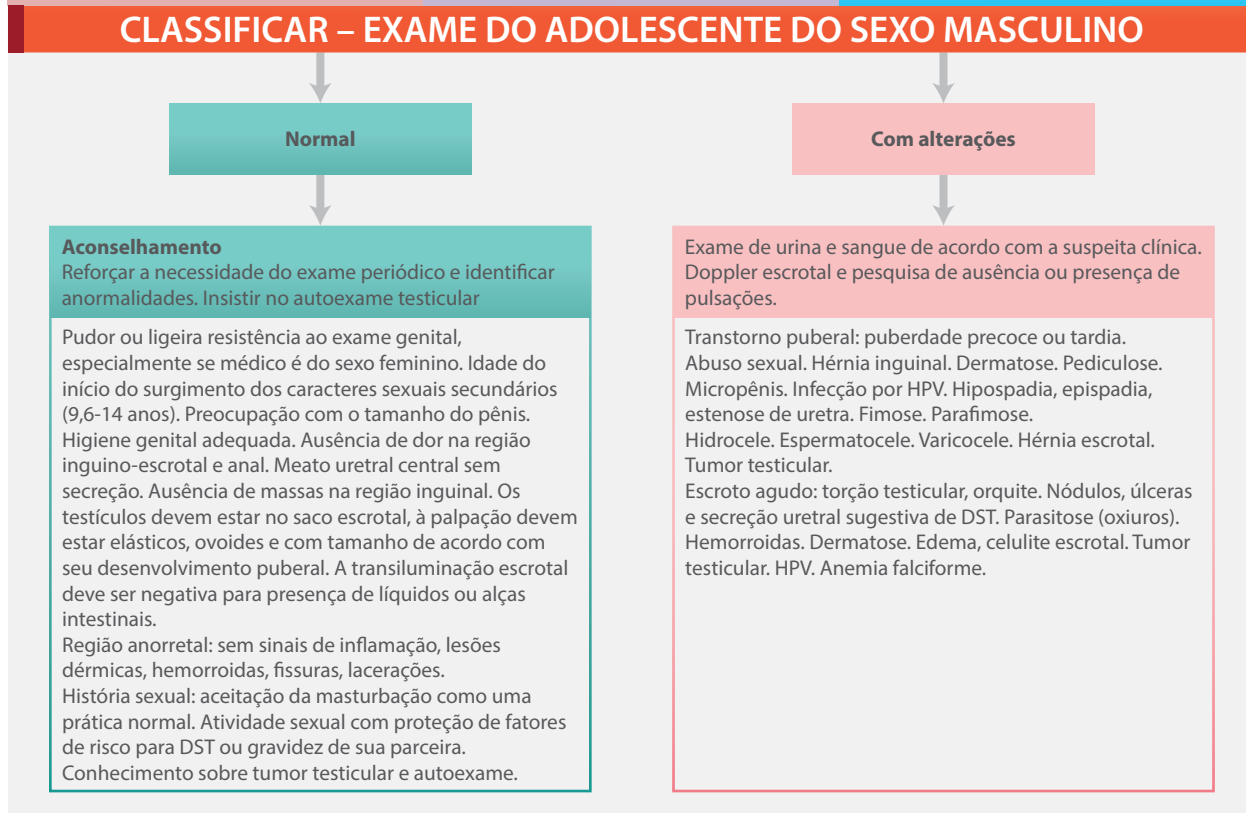 CLASSIFICAR – EXAME DO ADOLESCENTE DO SEXO MASCULINO
Normal
Aconselhamento
Reforçar a necessidade do exame periódico e identificar
anormalidades. Insistir no autoexame testicular
Pudor ou ligeira resistência ao exame genital,
especialmente se médico é do sexo feminino. Idade do
início do surgimento dos caracteres sexuais secundários
(9,6-14 anos). Preocupação com o tamanho do pênis.
Higiene genital adequada. Ausência de dor na região
inguino-escrotal e anal. Meato uretral central sem
secreção. Ausência de massas na região inguinal. Os
testículos devem estar no saco escrotal, à palpação devem
estar elásticos, ovoides e com tamanho de acordo com
seu desenvolvimento puberal. A transiluminação escrotal
deve ser negativa para presença de líquidos ou alças
intestinais.
Região anorretal: sem sinais de inflamação, lesões
dérmicas, hemorroidas, fissuras, lacerações.
História sexual: aceitação da masturbação como uma
prática normal. Atividade sexual com proteção de fatores
de risco para DST ou gravidez de sua parceira.
Conhecimento sobre tumor testicular e autoexame.
Com alterações
Exame de urina e sangue de acordo com a suspeita clínica.
Doppler escrotal e pesquisa de ausência ou presença de
pulsações.
Transtorno puberal: puberdade precoce ou tardia.
Abuso sexual. Hérnia inguinal. Dermatose. Pediculose.
Micropênis. Infecção por HPV. Hipospadia, epispadia,
estenose de uretra. Fimose. Parafimose.
Hidrocele. Espermatocele. Varicocele. Hérnia escrotal.
Tumor testicular.
Escroto agudo: torção testicular, orquite. Nódulos, úlceras
e secreção uretral sugestiva de DST. Parasitose (oxiuros).
Hemorroidas. Dermatose. Edema, celulite escrotal. Tumor
testicular. HPV. Anemia falciforme.